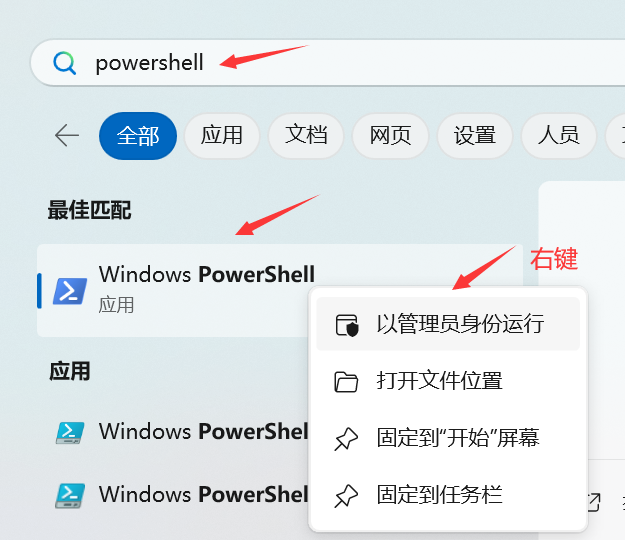 powershell
全部 应用 文档 网页 设置 人员
最佳匹配
Windows PowerShell
应用
右键
以管理员身份运行
打开文件位置
固定到“开始”屏幕
固定到任务栏
应用
Windows PowerShel
Windows PowerShel